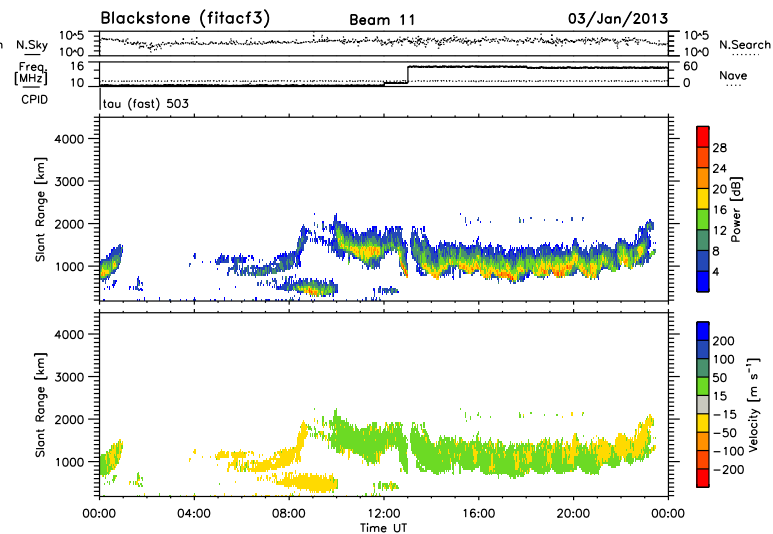 Blackstone (fitacf3) Beam 11 03/Jan/2013
n N.Sky 10^5 10^0 10^5 10^0 N.Search
Freq. [MHz] 16 10 60 0 Nave
CPID tau (fast) 503
Slant Range [km] 4000 3000 2000 1000
Power [dB] 28 24 20 16 12 8 4
Slant Range [km] 4000 3000 2000 1000
Velocity [m s⁻¹] 200 100 50 15 -15 -50 -100 -200
00:00 04:00 08:00 12:00 16:00 20:00 00:00
Time UT